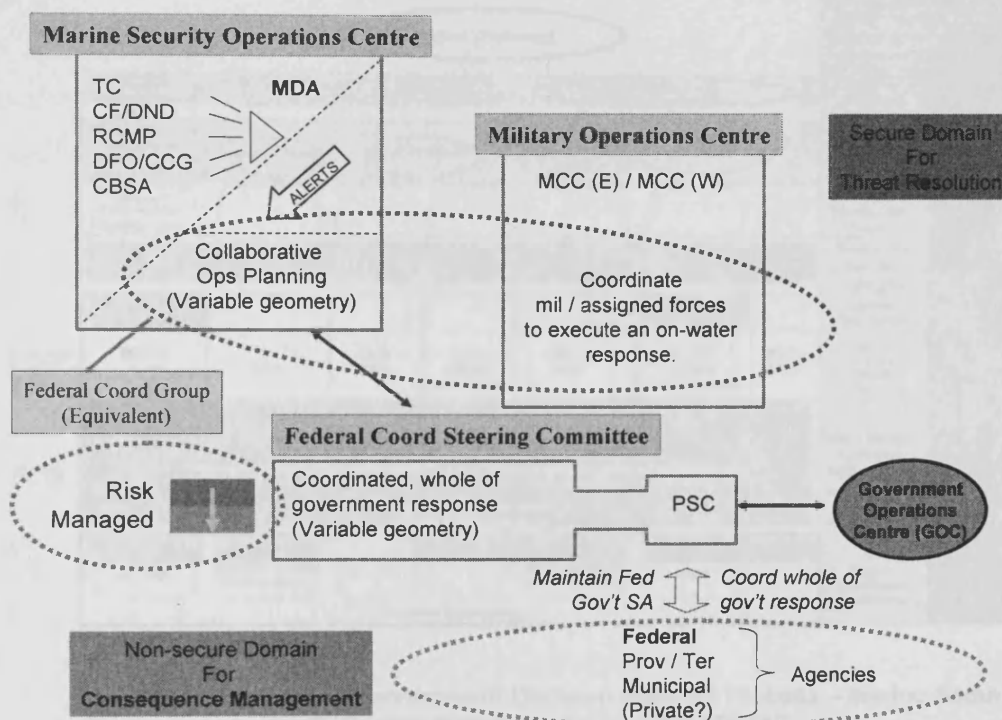 Marine Security Operations Centre
TC
CF/DND
RCMP
DFO/CCG
CBSA
MDA
ALERTS
Collaborative
Ops Planning
(Variable geometry)
Military Operations Centre
MCC (E) / MCC (W)
Coordinate
mil / assigned forces
to execute an on-water
response.
Secure Domain
For
Threat Resolution
Federal Coord Group
(Equivalent)
Federal Coord Steering Committee
Risk
Managed
Coordinated, whole of
government response
(Variable geometry)
PSC
Government
Operations
Centre (GOC)
Maintain Fed
Gov't SA
Coord whole of
gov't response
Non-secure Domain
For
Consequence Management
Federal
Prov / Ter
Municipal
(Private?)
Agencies